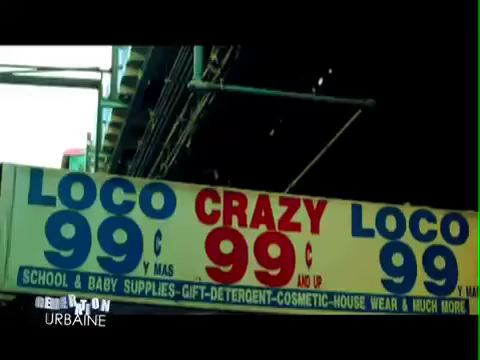 LOCO CRAZY LOCO
99¢ 99¢ 99
Y MAS AND UP Y MA
SCHOOL & BABY SUPPLIES-GIFT-DETERGENT-COSMETIC-HOUSE WEAR & MUCH MORE
URBAINE